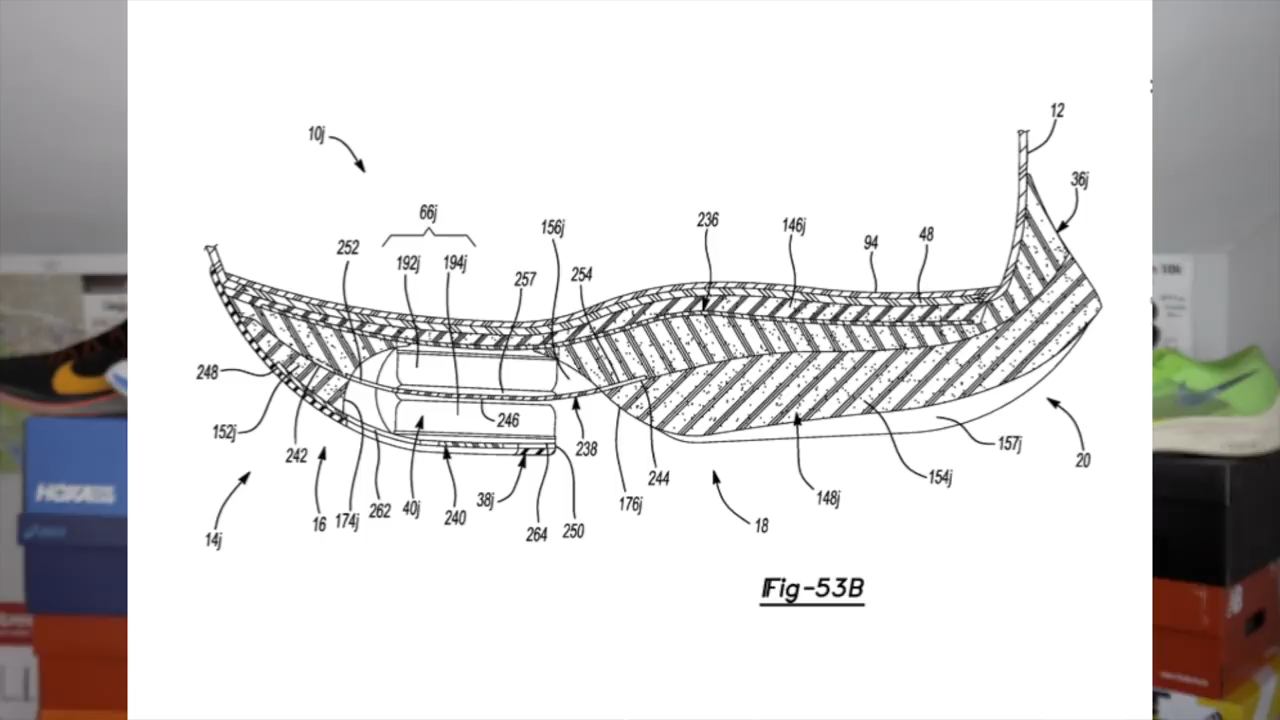 12
10j
36j
66j
156j
236
146j
94
48
252
192j
194j
257
254
248
246
152j
242
238
157j
20
244
154j
148j
176j
16
174j
262
40j
240
38j
264
250
14j
18
Fig-53B
HOKA
10k